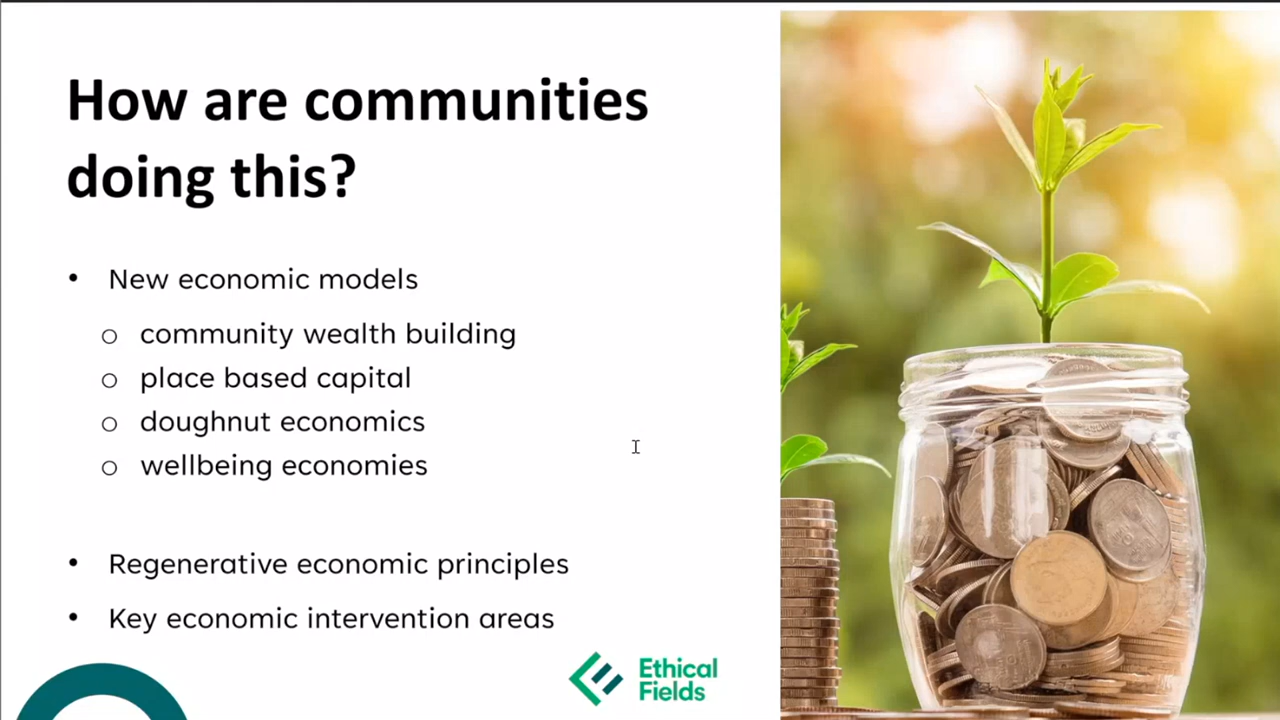 How are communities
doing this?
• New economic models
o community wealth building
o place based capital
o doughnut economics
o wellbeing economies
• Regenerative economic principles
• Key economic intervention areas
Ethical
Fields